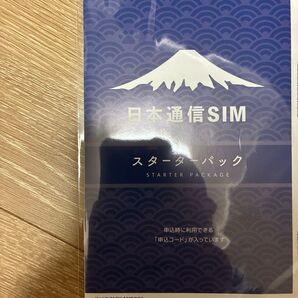 日本通信SIM
スターターパック
STARTER PACKAGE
申込時に利用できる
「申込コード」が入っています